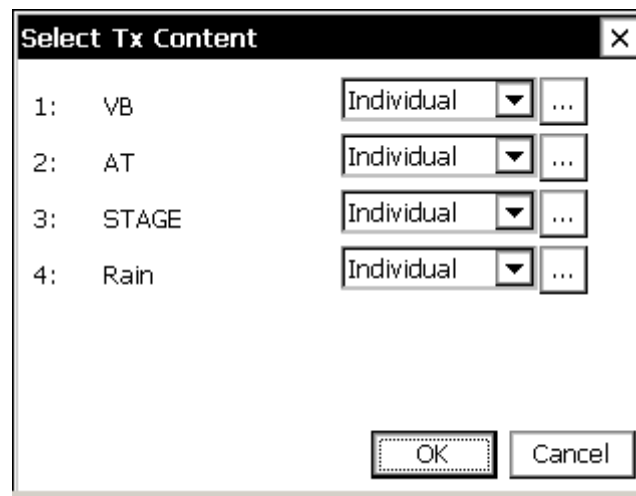 Select Tx Content
1: VB Individual ...
2: AT Individual ...
3: STAGE Individual ...
4: Rain Individual ...
OK Cancel